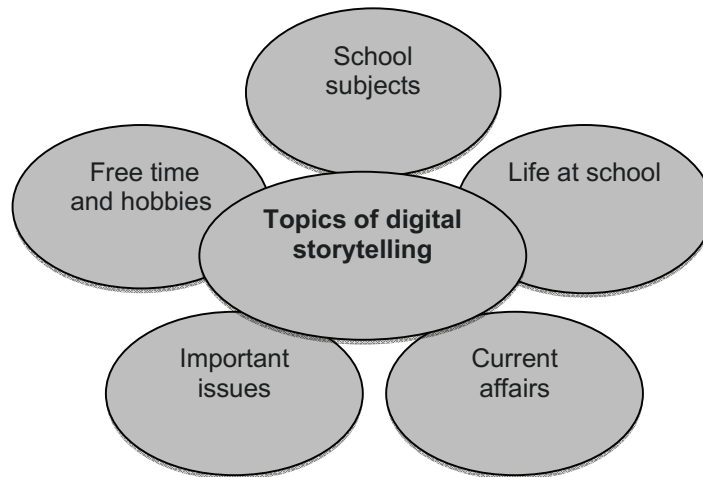 School
subjects
Free time
and hobbies
Life at school
Topics of digital
storytelling
Important
issues
Current
affairs